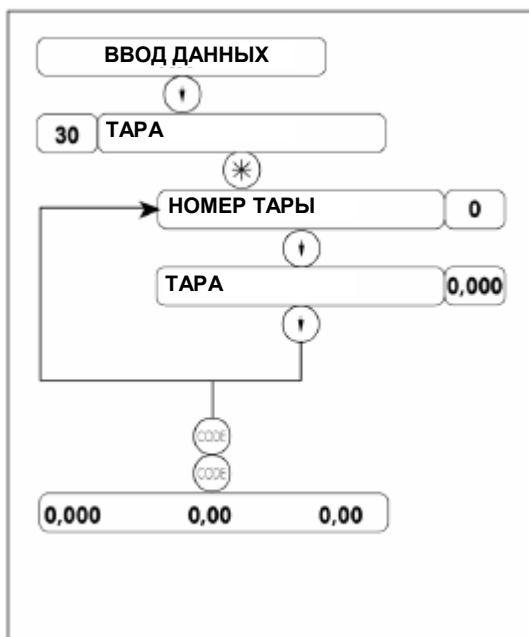 ВВОД ДАННЫХ
30 ТАРА
НОМЕР ТАРЫ 0
ТАРА 0,000
CODE
CODE
0,000 0,00 0,00